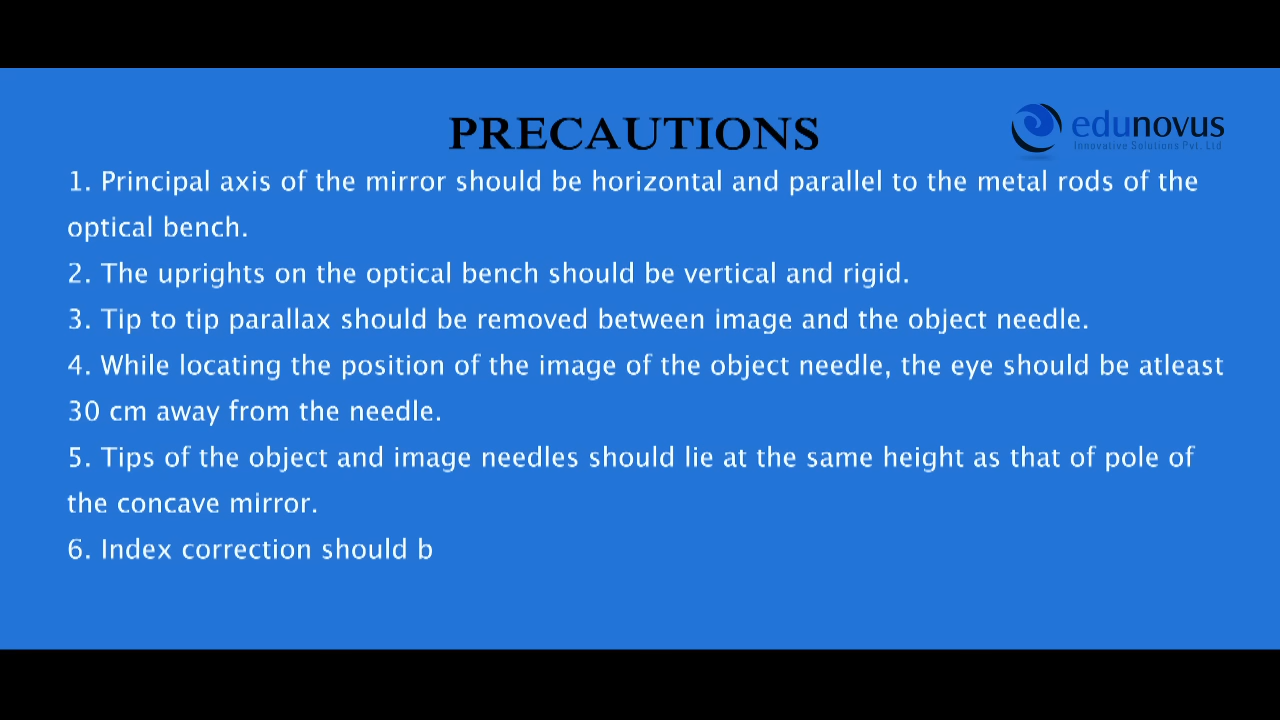 PRECAUTIONS
edunovus
Innovative Solutions Pvt. Ltd
1. Principal axis of the mirror should be horizontal and parallel to the metal rods of the
optical bench.
2. The uprights on the optical bench should be vertical and rigid.
3. Tip to tip parallax should be removed between image and the object needle.
4. While locating the position of the image of the object needle, the eye should be atleast
30 cm away from the needle.
5. Tips of the object and image needles should lie at the same height as that of pole of
the concave mirror.
6. Index correction should b